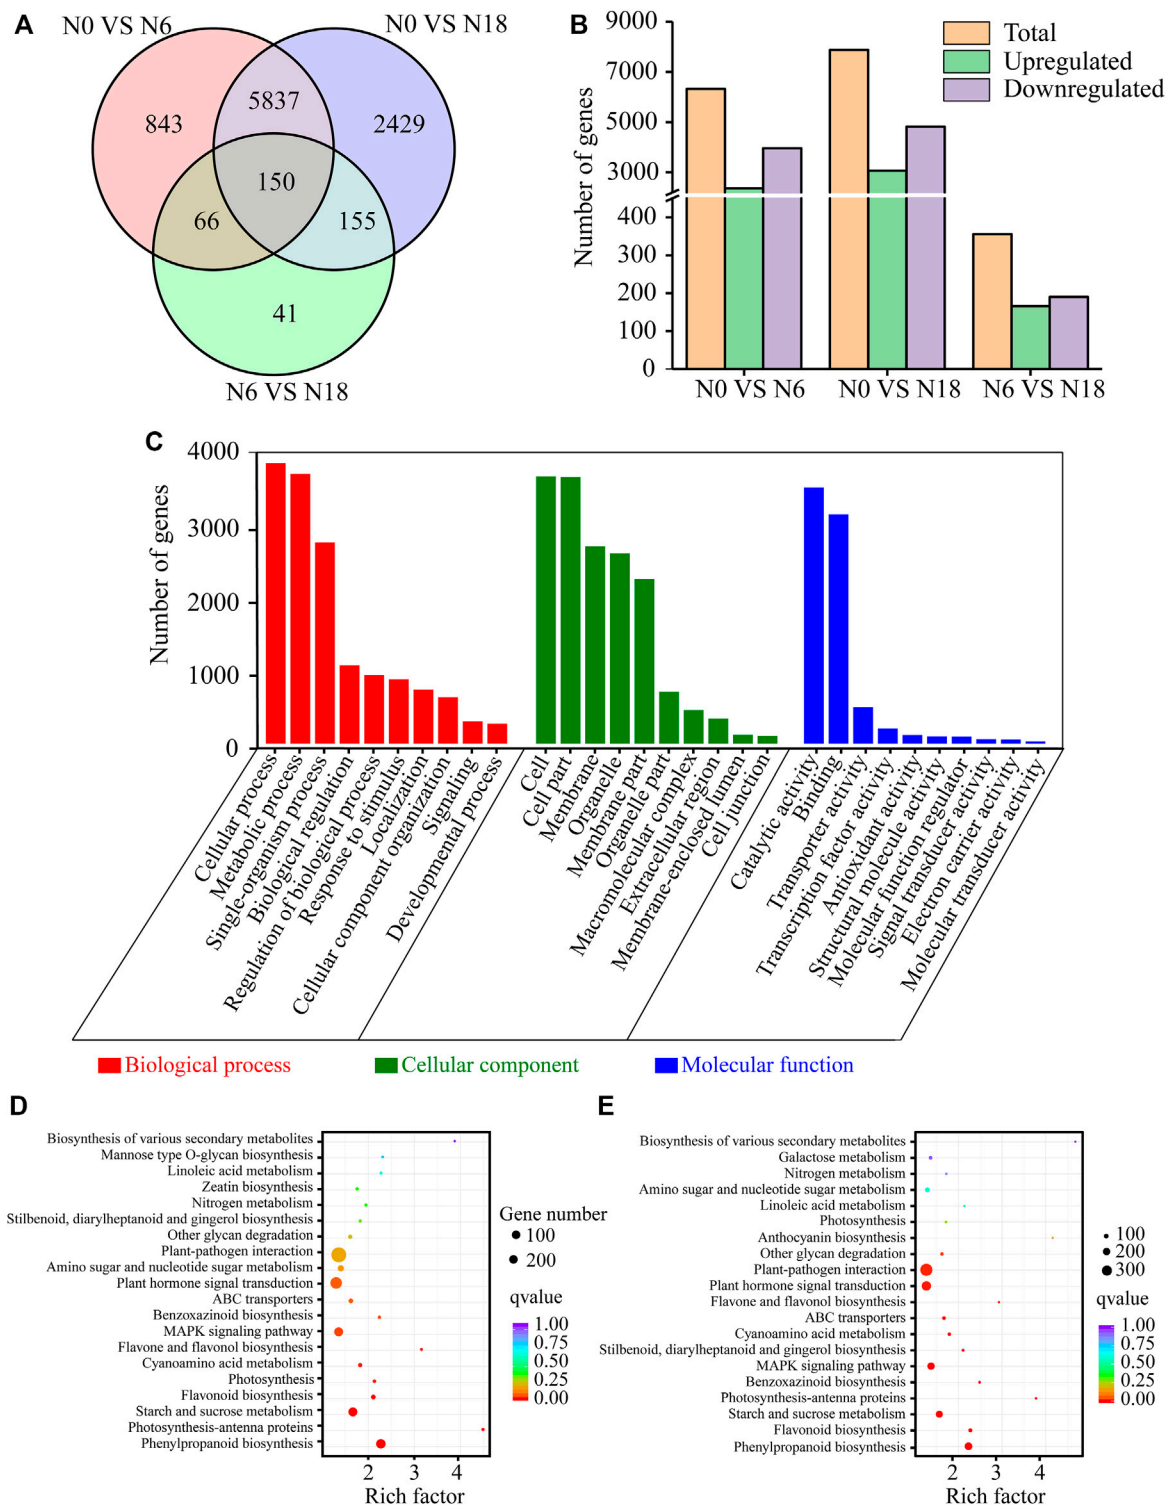 A
N0 VS N6
N0 VS N18
843
5837
2429
150
66
155
41
N6 VS N18
B
Number of genes
9000
7000
5000
3000
400
300
200
100
0
Total
Upregulated
Downregulated
N0 VS N6
N0 VS N18
N6 VS N18
C
Number of genes
4000
3000
2000
1000
0
Cellular process
Metabolic process
Single-organism process
Biological regulation
Regulation of biological process
Response to stimulus
Localization
Cellular component organization
Signaling
Developmental process
Cell
Cell part
Membrane
Organelle
Membrane part
Organelle part
Macromolecular complex
Extracellular region
Membrane-enclosed lumen
Cell junction
Catalytic activity
Binding
Transporter activity
Transcription factor activity
Antioxidant activity
Structural molecule activity
Molecular function regulator
Signal transducer activity
Electron carrier activity
Molecular transducer activity
Biological process
Cellular component
Molecular function
D
Biosynthesis of various secondary metabolites
Mannose type O-glycan biosynthesis
Linoleic acid metabolism
Zeatin biosynthesis
Nitrogen metabolism
Stilbenoid, diarylheptanoid and gingerol biosynthesis
Other glycan degradation
Plant-pathogen interaction
Amino sugar and nucleotide sugar metabolism
Plant hormone signal transduction
ABC transporters
Benzoxazinoid biosynthesis
MAPK signaling pathway
Flavone and flavonol biosynthesis
Cyanoamino acid metabolism
Photosynthesis
Flavonoid biosynthesis
Starch and sucrose metabolism
Photosynthesis-antenna proteins
Phenylpropanoid biosynthesis
2
3
4
Rich factor
Gene number
100
200
qvalue
1.00
0.75
0.50
0.25
0.00
E
Biosynthesis of various secondary metabolites
Galactose metabolism
Nitrogen metabolism
Amino sugar and nucleotide sugar metabolism
Linoleic acid metabolism
Photosynthesis
Anthocyanin biosynthesis
Other glycan degradation
Plant-pathogen interaction
Plant hormone signal transduction
Flavone and flavonol biosynthesis
ABC transporters
Cyanoamino acid metabolism
Stilbenoid, diarylheptanoid and gingerol biosynthesis
MAPK signaling pathway
Benzoxazinoid biosynthesis
Photosynthesis-antenna proteins
Starch and sucrose metabolism
Flavonoid biosynthesis
Phenylpropanoid biosynthesis
2
3
4
Rich factor
100
200
300
qvalue
1.00
0.75
0.50
0.25
0.00